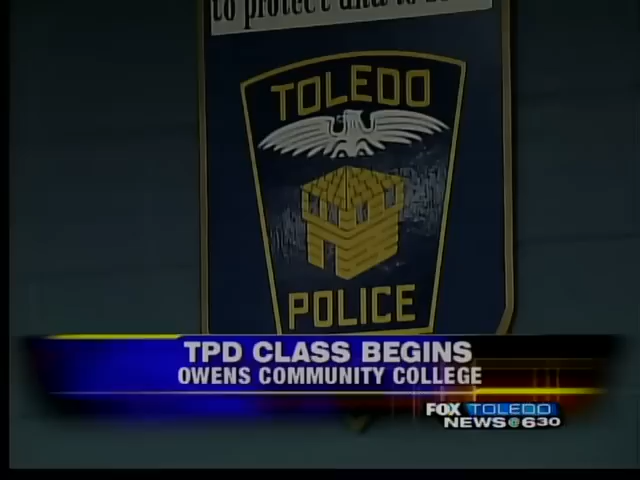 to protect and to
TOLEDO
POLICE
TPD CLASS BEGINS
OWENS COMMUNITY COLLEGE
FOX TOLEDO
NEWS@630